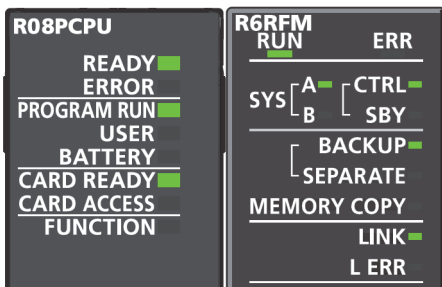 R08PCPU
READY
ERROR
PROGRAM RUN
USER
BATTERY
CARD READY
CARD ACCESS
FUNCTION
R6RFM
RUN ERR
SYS A CTRL
B SBY
BACKUP
SEPARATE
MEMORY COPY
LINK
L ERR